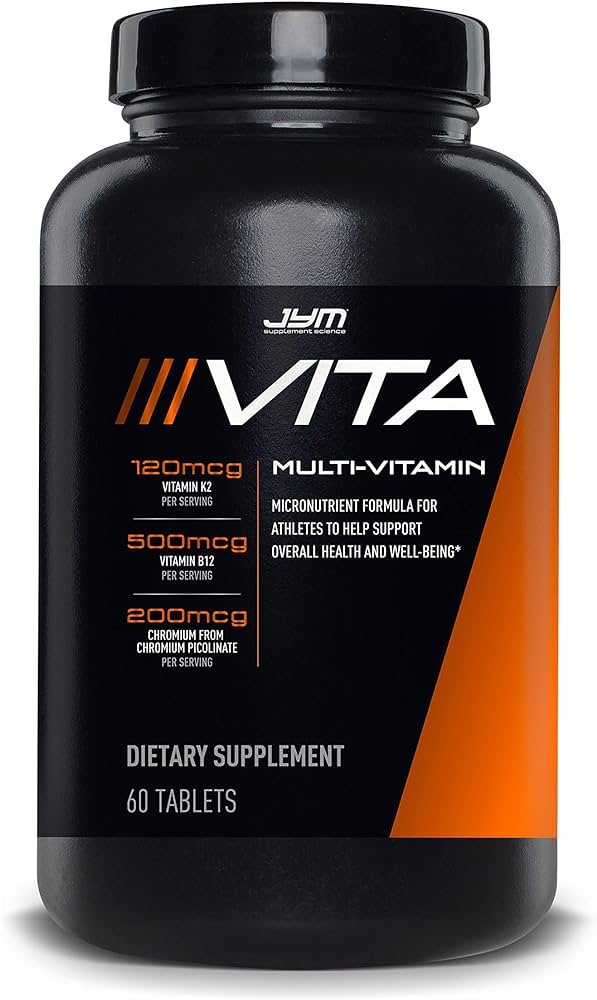 JYM
supplement science
VITA
120mcg
VITAMIN K2
PER SERVING
500mcg
VITAMIN B12
PER SERVING
200mcg
CHROMIUM FROM
CHROMIUM PICOLINATE
PER SERVING
MULTI-VITAMIN
MICRONUTRIENT FORMULA FOR
ATHLETES TO HELP SUPPORT
OVERALL HEALTH AND WELL-BEING*
DIETARY SUPPLEMENT
60 TABLETS